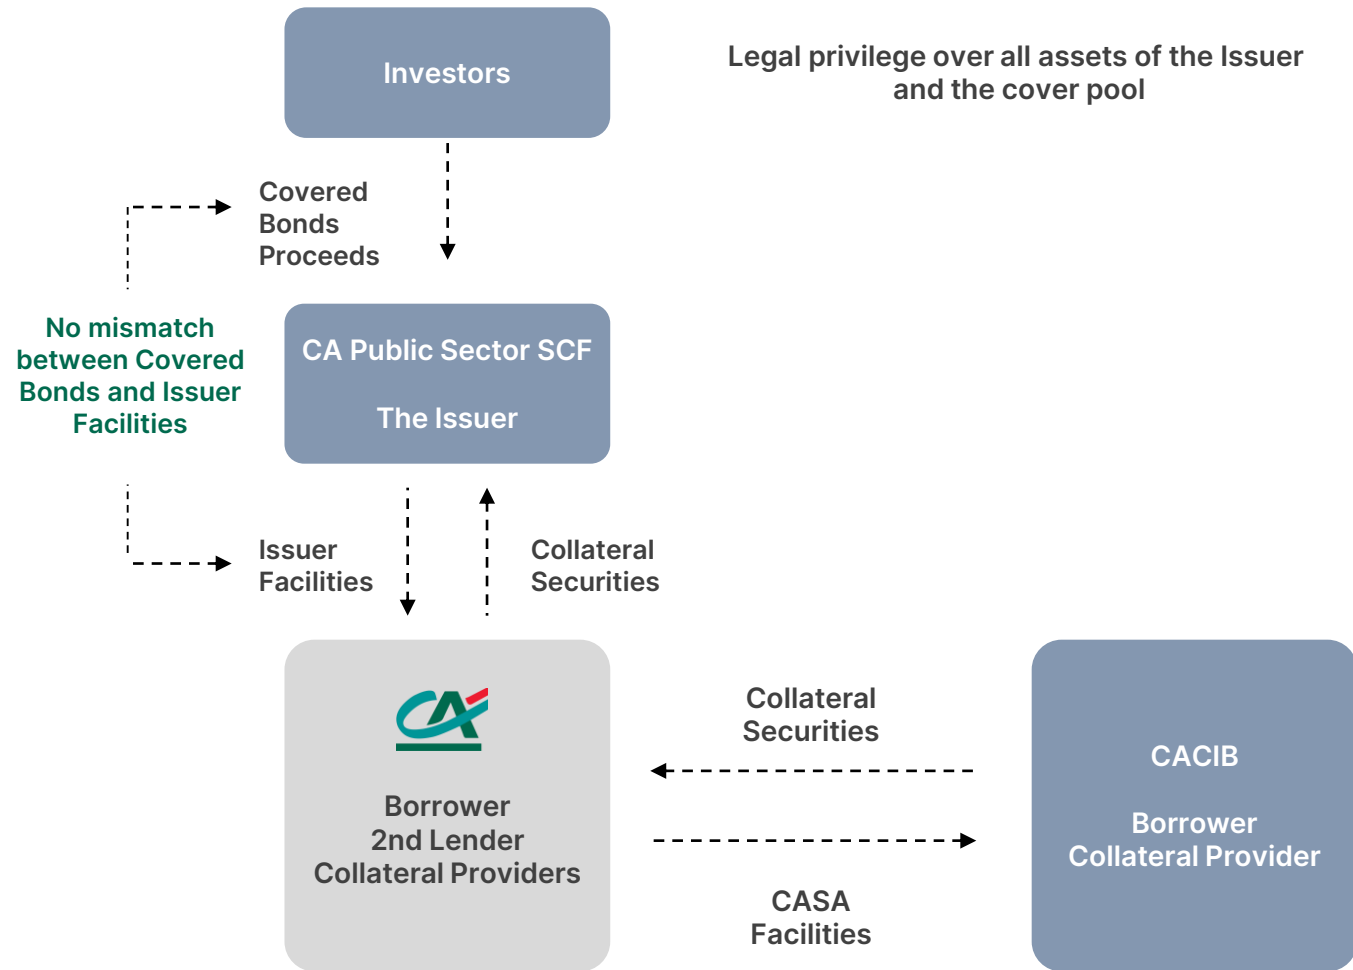 Investors
Legal privilege over all assets of the Issuer
and the cover pool
Covered
Bonds
Proceeds
No mismatch
between Covered
Bonds and Issuer
Facilities
CA Public Sector SCF
The Issuer
Issuer
Facilities
Collateral
Securities
CA
Borrower
2nd Lender
Collateral Providers
Collateral
Securities
CASA
Facilities
CACIB
Borrower
Collateral Provider